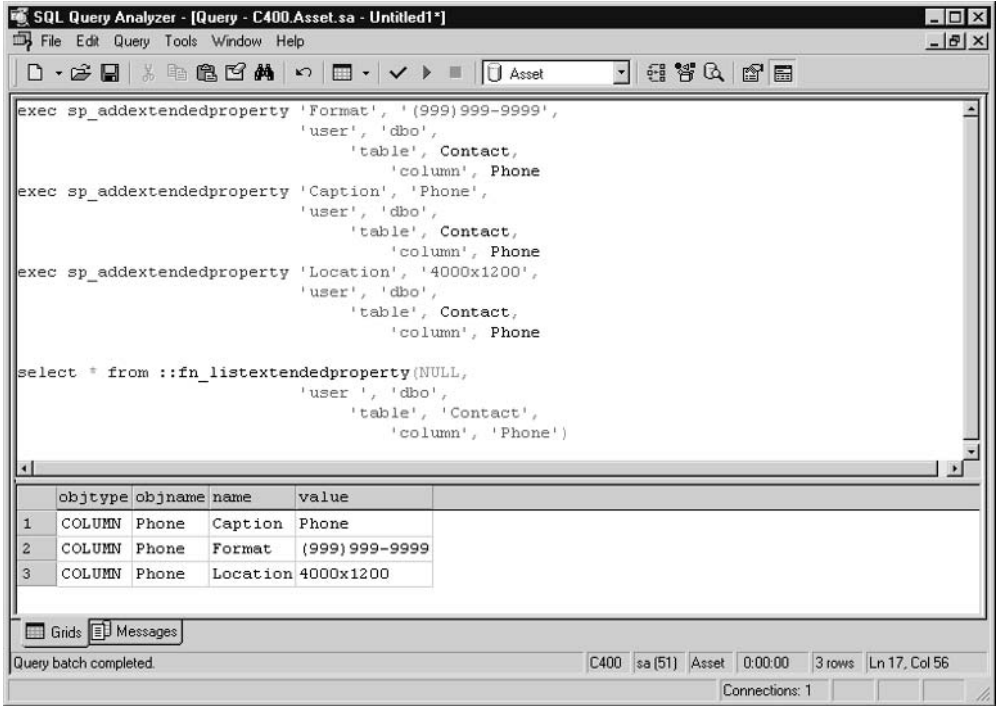 SQL Query Analyzer - [Query - C400.Asset.sa - Untitled1*]
File Edit Query Tools Window Help
Asset
exec sp_addextendedproperty 'Format', '(999)999-9999',
'user', 'dbo',
'table', Contact,
'column', Phone
exec sp_addextendedproperty 'Caption', 'Phone',
'user', 'dbo',
'table', Contact,
'column', Phone
exec sp_addextendedproperty 'Location', '4000x1200',
'user', 'dbo',
'table', Contact,
'column', Phone
select * from ::fn_listextendedproperty(NULL,
'user ', 'dbo',
'table', 'Contact',
'column', 'Phone')
objtype objname name value
1 COLUMN Phone Caption Phone
2 COLUMN Phone Format (999)999-9999
3 COLUMN Phone Location 4000x1200
Grids Messages
Query batch completed. C400 sa (51) Asset 0:00:00 3 rows Ln 17, Col 56
Connections: 1